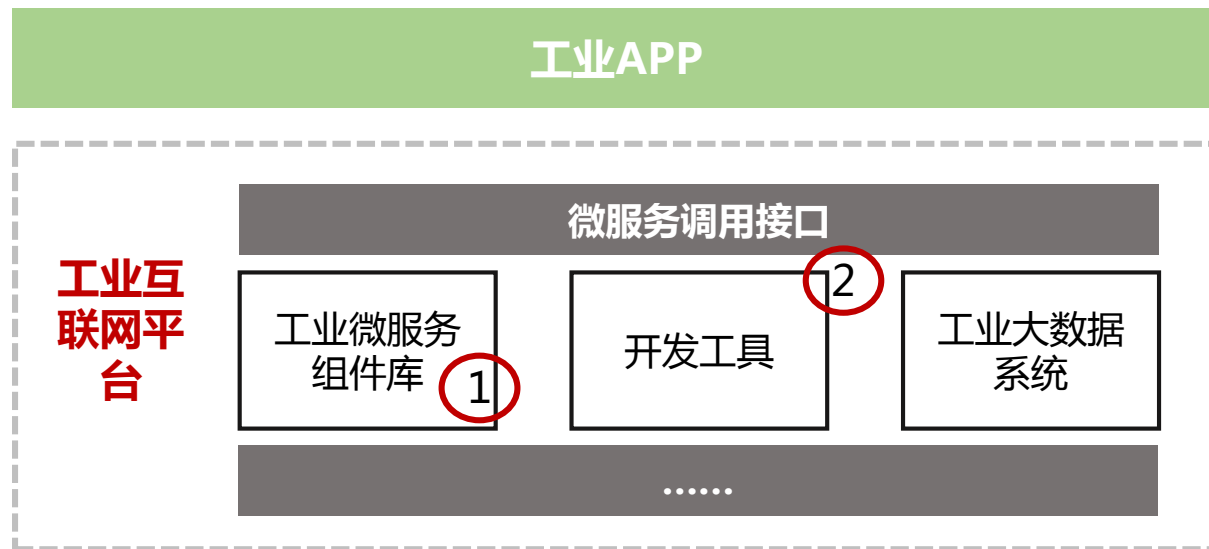 工业APP
微服务调用接口
工业互
联网平
台
工业微服务
组件库
1
开发工具
2
工业大数据
系统
......